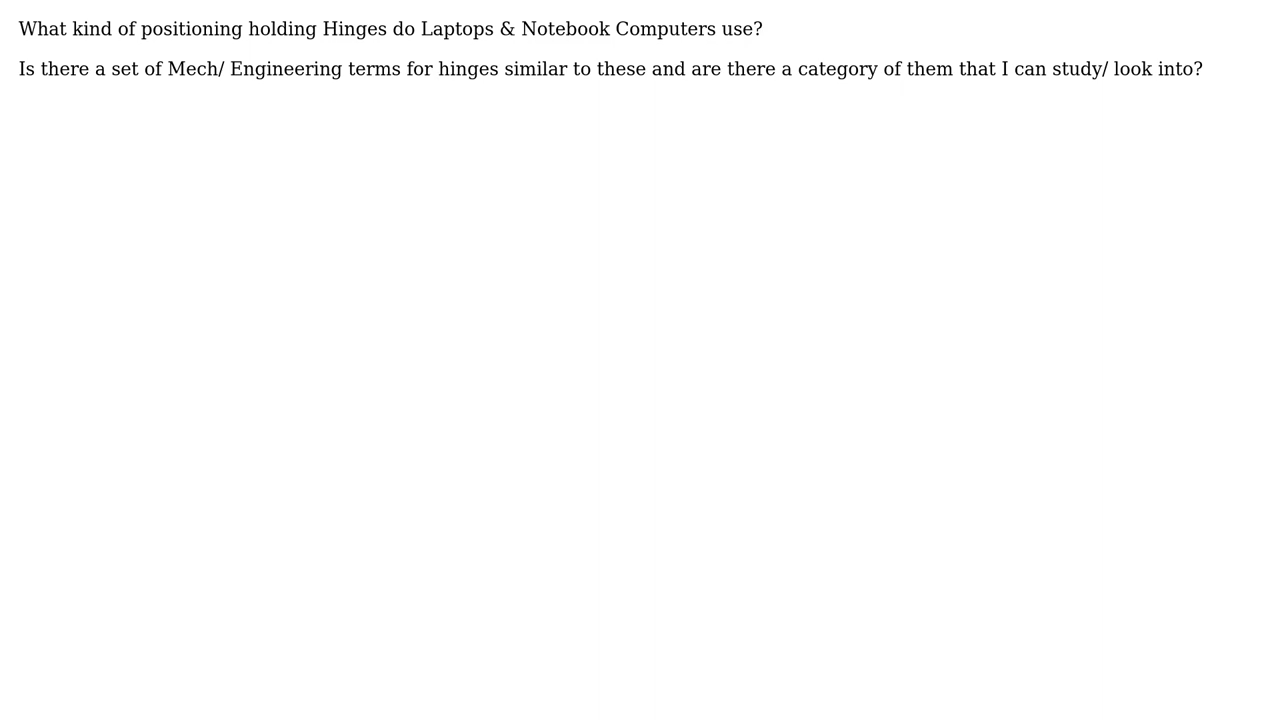 What kind of positioning holding Hinges do Laptops & Notebook Computers use?
Is there a set of Mech/ Engineering terms for hinges similar to these and are there a category of them that I can study/ look into?